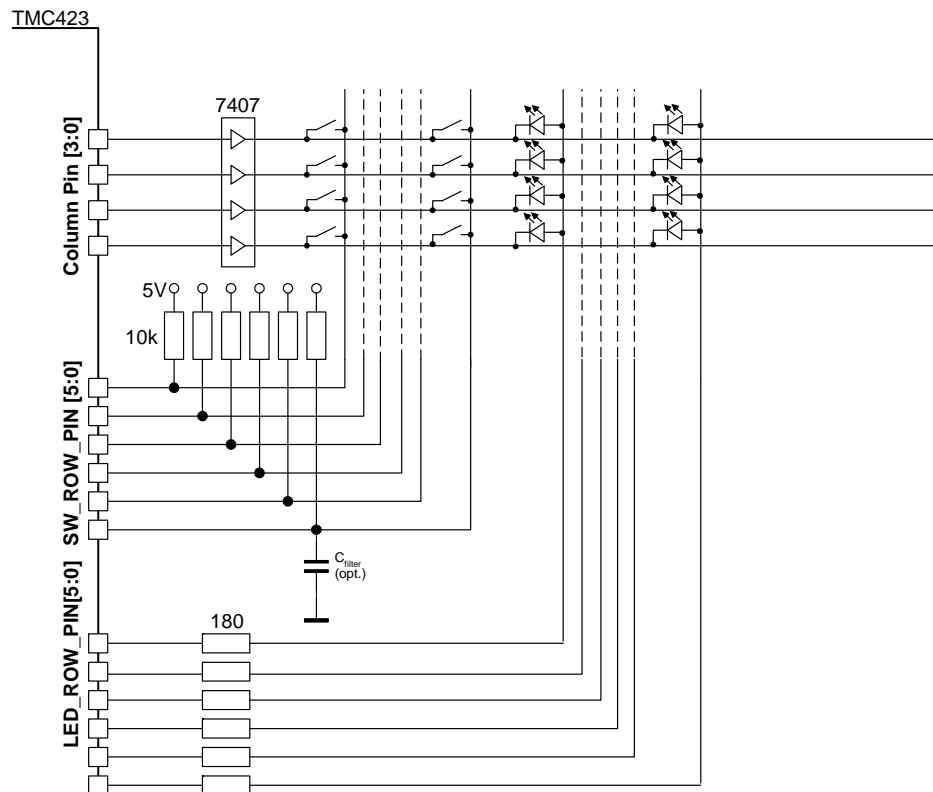 TMC423
7407
Column Pin [3:0]
5V
10k
SW_ROW_PIN [5:0]
C filter
(opt.)
LED_ROW_PIN[5:0]
180